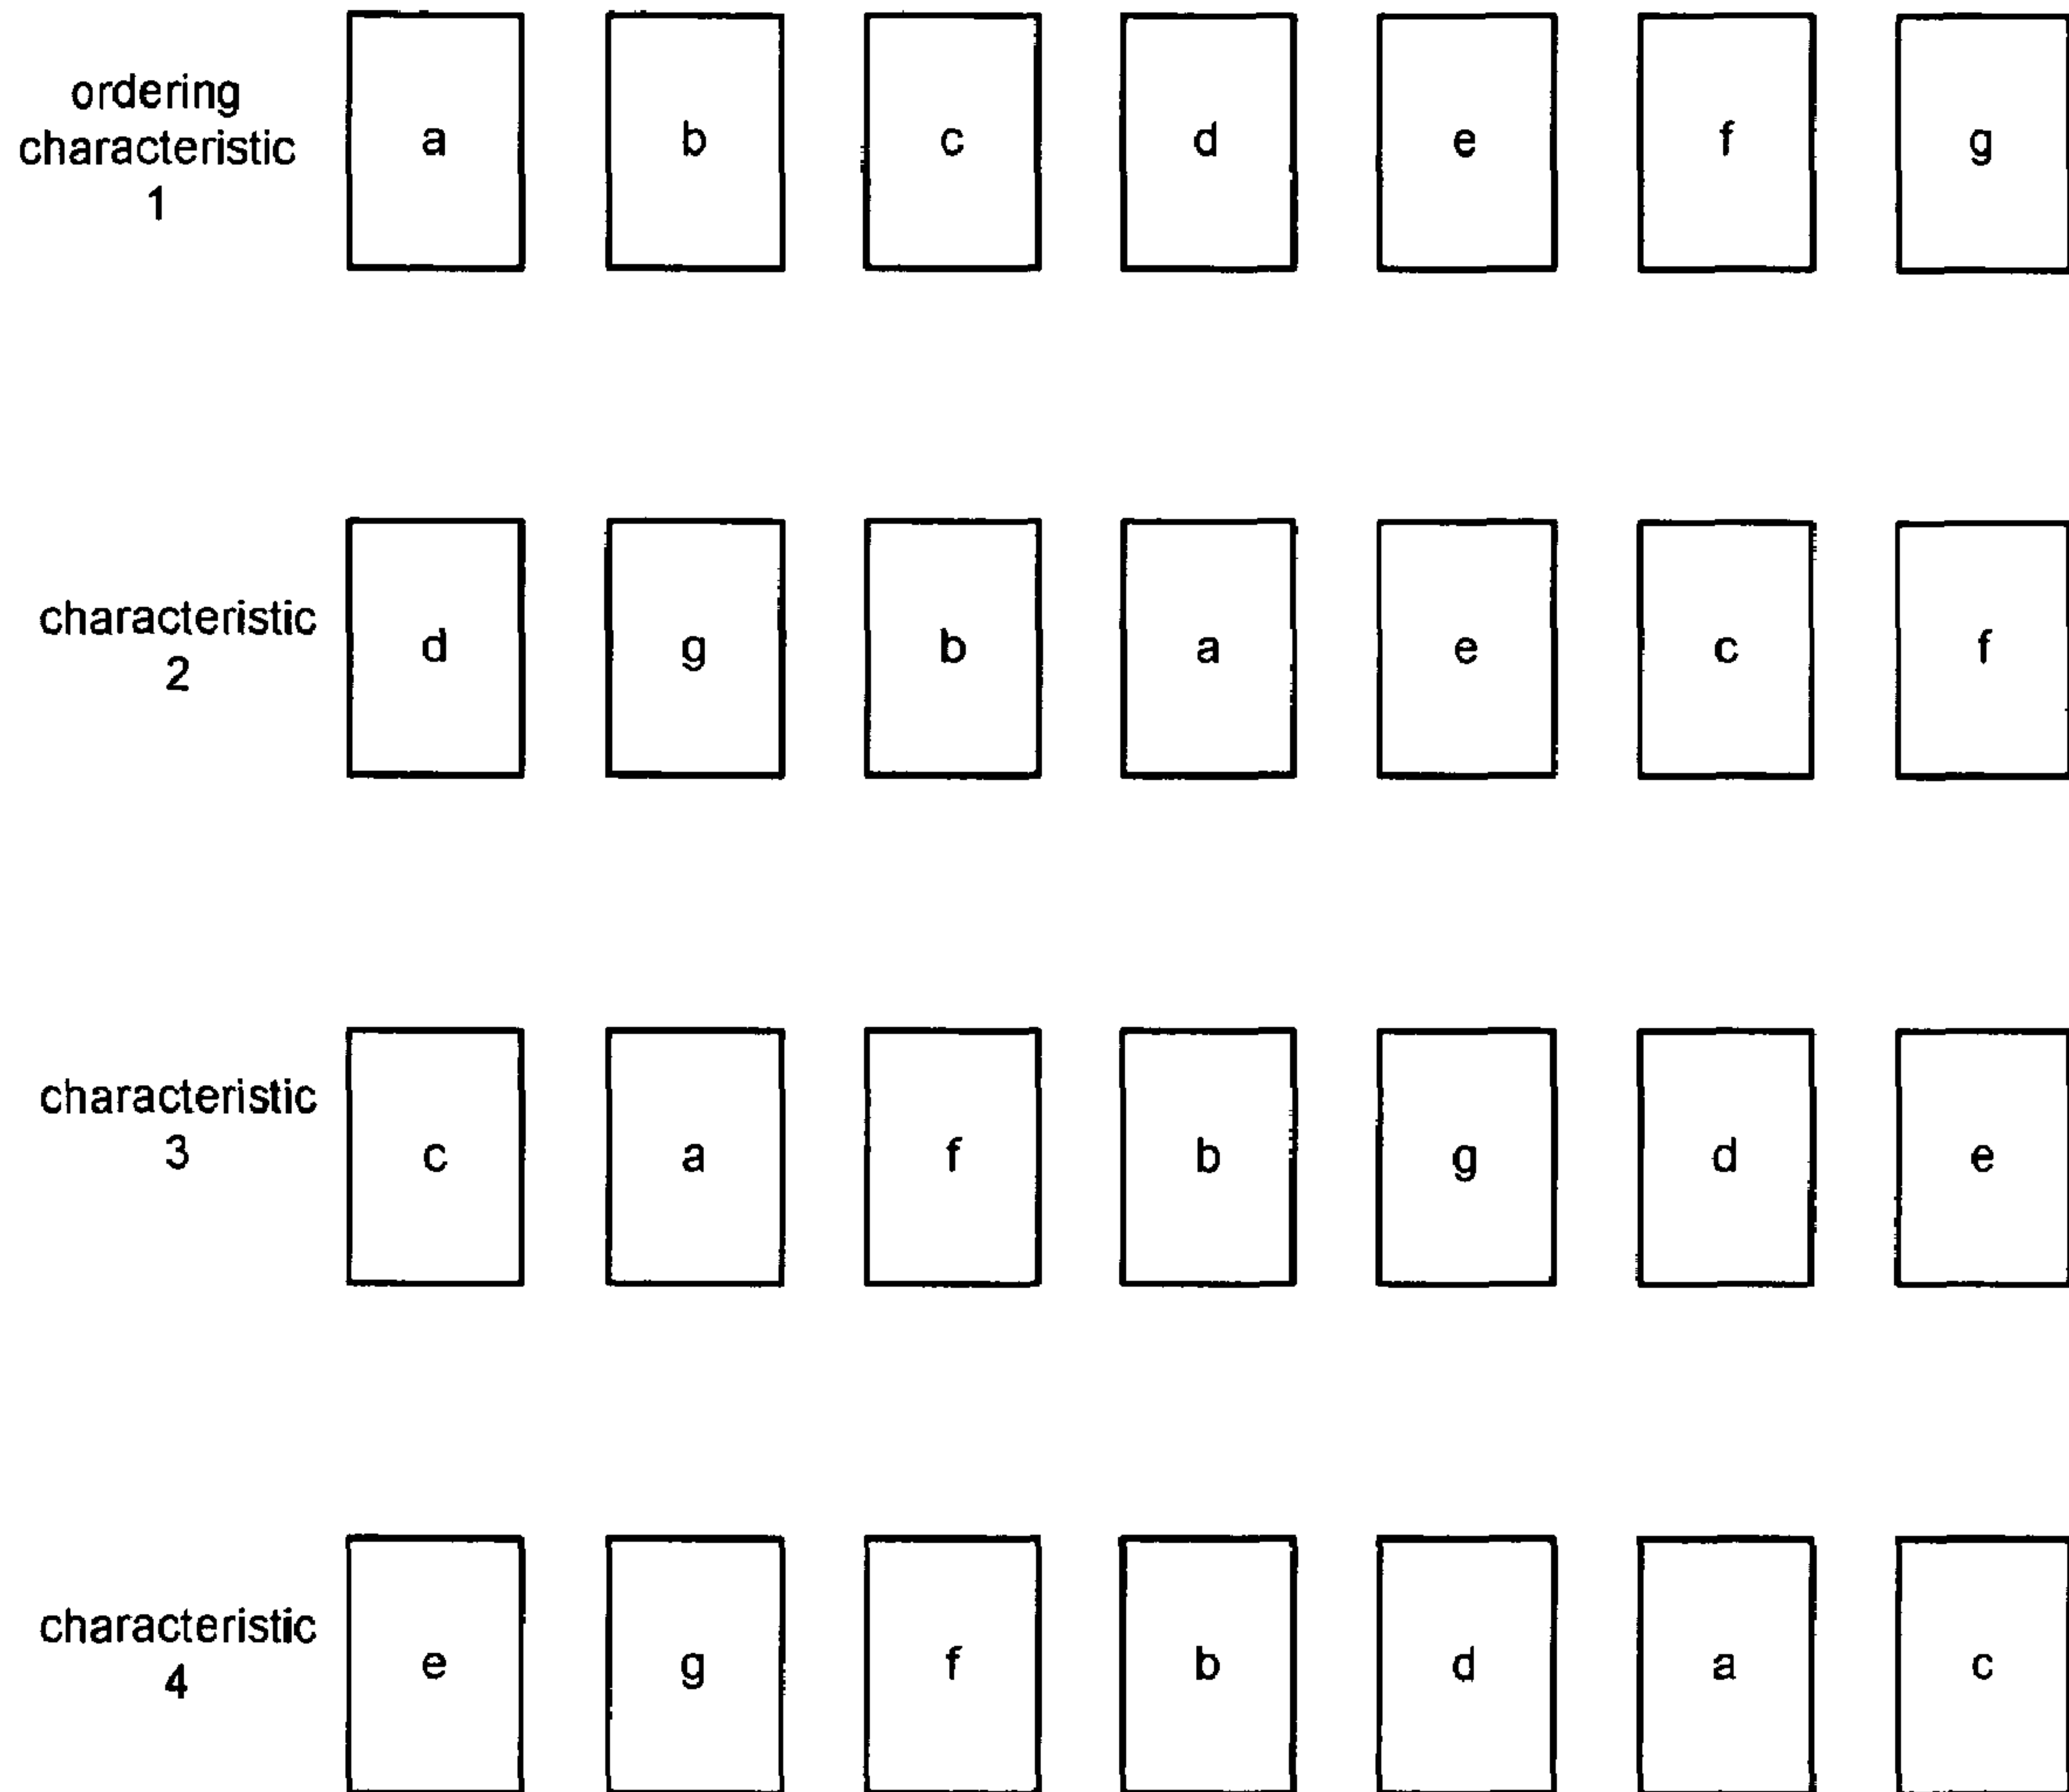 ordering
characteristic
1
a b c d e f g
characteristic
2
d g b a e c f
characteristic
3
c a f b g d e
characteristic
4
e g f b d a c